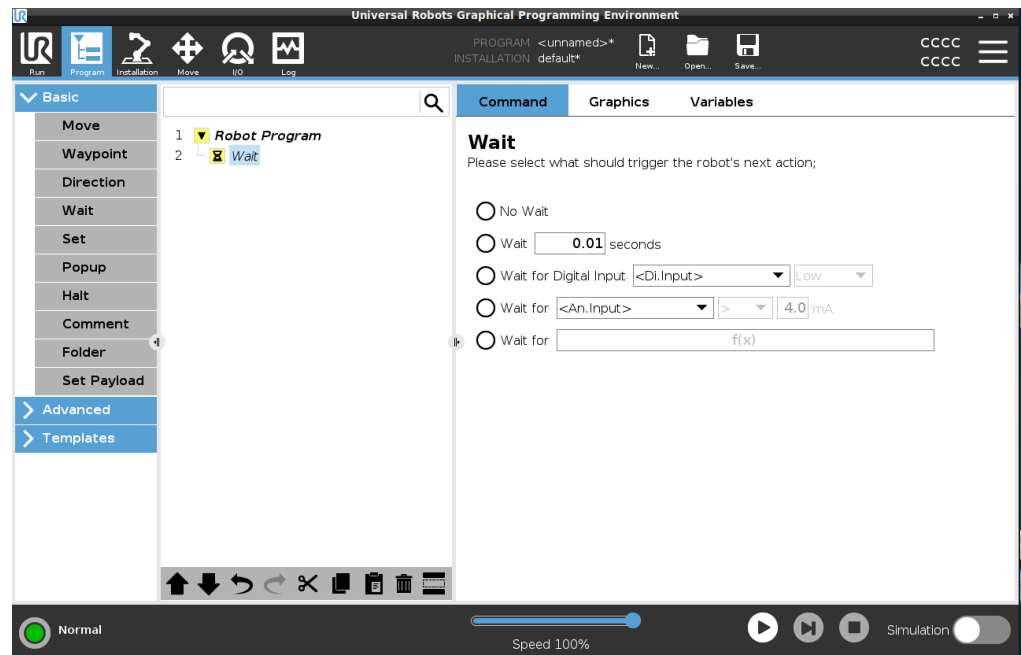 Universal Robots Graphical Programming Environment
UR
Run
Program
Installation
Move
I/O
Log
PROGRAM <unnamed>*
INSTALLATION default*
New...
Open...
Save...
CCCC
CCCC
Basic
Move
Waypoint
Direction
Wait
Set
Popup
Halt
Comment
Folder
Set Payload
Advanced
Templates
1 Robot Program
2 Wait
Command Graphics Variables
Wait
Please select what should trigger the robot's next action;
No Wait
Wait 0.01 seconds
Wait for Digital Input <Di.Input> Low
Wait for <An.Input> > 4.0 mA
Wait for f(x)
Normal
Speed 100%
Simulation